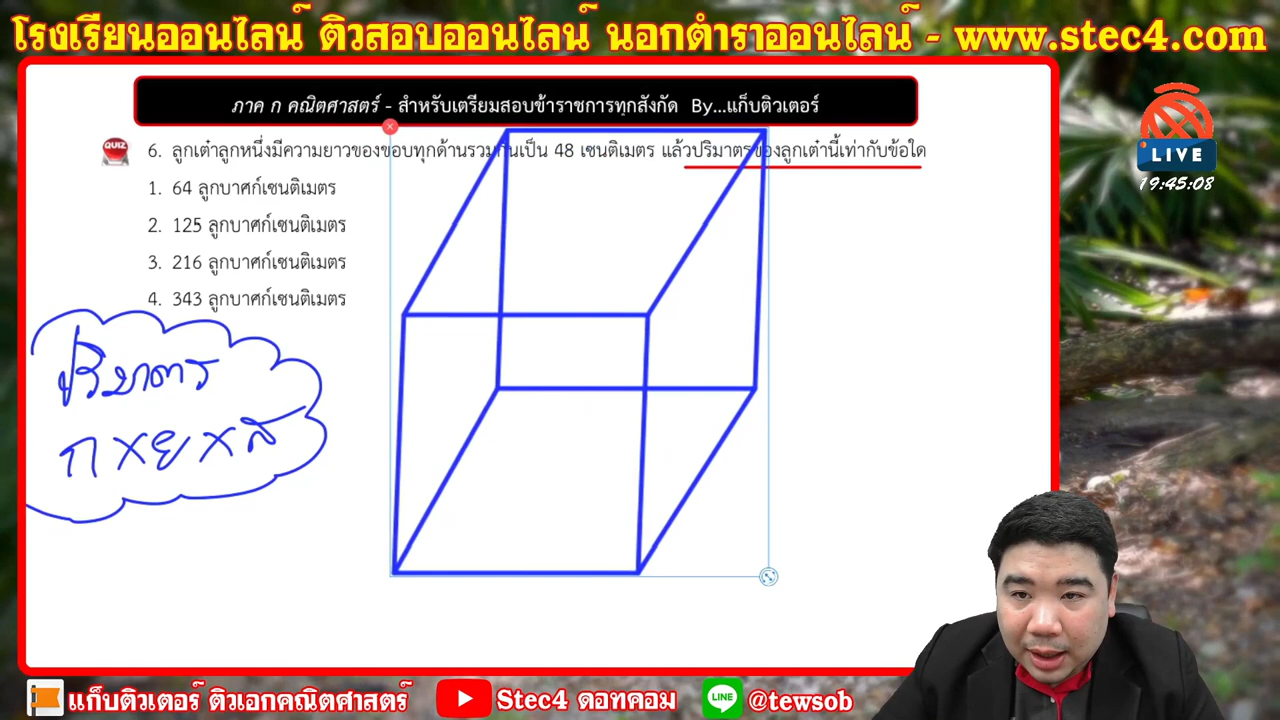 โรงเรียนออนไลน์ ติวสอบออนไลน์ นอกตำราออนไลน์ - www.stec4.com
ภาค ก คณิตศาสตร์ - สำหรับเตรียมสอบข้าราชการทุกสังกัด By...แก็บติวเตอร์
QUIZ
6. ลูกเต๋าลูกหนึ่งมีความยาวของขอบทุกด้านรวมกันเป็น 48 เซนติเมตร แล้วปริมาตรของลูกเต๋านี้เท่ากับข้อใด
1. 64 ลูกบาศก์เซนติเมตร
2. 125 ลูกบาศก์เซนติเมตร
3. 216 ลูกบาศก์เซนติเมตร
4. 343 ลูกบาศก์เซนติเมตร
ปริมาตร
ก x ย x ส
LIVE
19:45:08
แก็บติวเตอร์ ติวเอกคณิตศาสตร์
Stec4 ดอทคอม
LINE
@tewsob